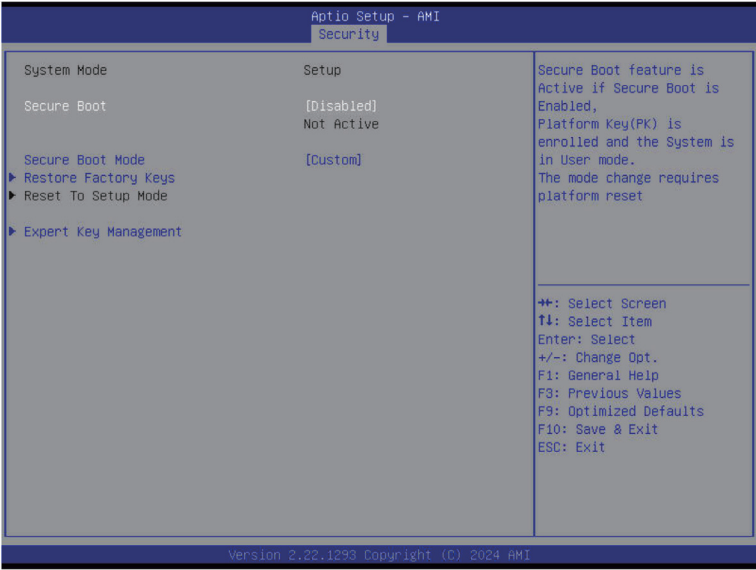 Aptio Setup - AMI
Security
System Mode Setup
Secure Boot [Disabled]
Not Active
Secure Boot Mode [Custom]
Restore Factory Keys
Reset To Setup Mode
Expert Key Management
Secure Boot feature is
Active if Secure Boot is
Enabled,
Platform Key(PK) is
enrolled and the System is
in User mode.
The mode change requires
platform reset
→←: Select Screen
↑↓: Select Item
Enter: Select
+/-: Change Opt.
F1: General Help
F3: Previous Values
F9: Optimized Defaults
F10: Save & Exit
ESC: Exit
Version 2.22.1293 Copyright (C) 2024 AMI